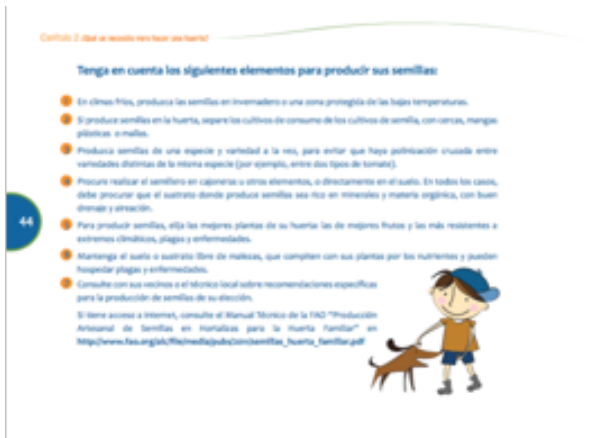 Capítulo 2 ¿Qué se necesita para hacer una huerta?
Tenga en cuenta los siguientes elementos para producir sus semillas:
1 En climas fríos, produzca las semillas en invernadero o una zona protegida de las bajas temperaturas.
2 Si produce semillas en la huerta, separe los cultivos de consumo de los cultivos de semilla, con cercas, mangas
plásticas o mallas.
3 Produzca semillas de una especie y variedad a la vez, para evitar que haya polinización cruzada entre
variedades distintas de la misma especie (por ejemplo, entre dos tipos de tomate).
4 Procure realizar el semillero en cajoneras u otros elementos, o directamente en el suelo. En todos los casos,
debe procurar que el sustrato donde produce semillas sea rico en minerales y materia orgánica, con buen
drenaje y aireación.
44
5 Para producir semillas, elija las mejores plantas de su huerta: las de mejores frutos y las más resistentes a
extremos climáticos, plagas y enfermedades.
6 Mantenga el suelo o sustrato libre de malezas, que compiten con sus plantas por los nutrientes y pueden
hospedar plagas y enfermedades.
7 Consulte con sus vecinos o el técnico local sobre recomendaciones específicas
para la producción de semillas de su elección.
Si tiene acceso a Internet, consulte el Manual Técnico de la FAO "Producción
Artesanal de Semillas en Hortalizas para la Huerta Familiar" en